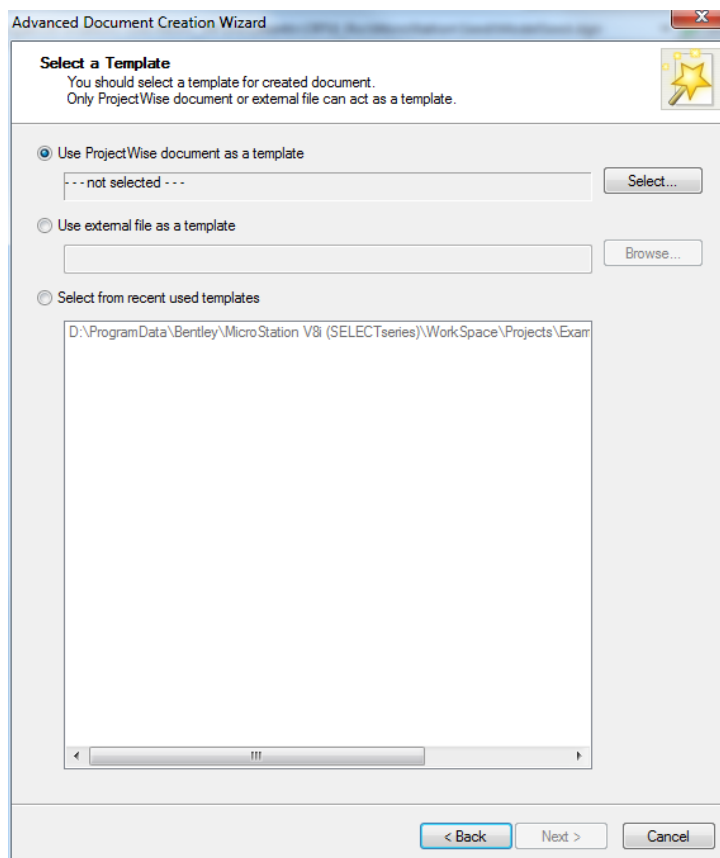 Advanced Document Creation Wizard
Select a Template
You should select a template for created document.
Only ProjectWise document or external file can act as a template.
Use ProjectWise document as a template
- - - not selected - - -
Select...
Use external file as a template
Browse...
Select from recent used templates
D:\ProgramData\Bentley\MicroStation V8i (SELECTseries)\WorkSpace\Projects\Exam
< Back
Next >
Cancel